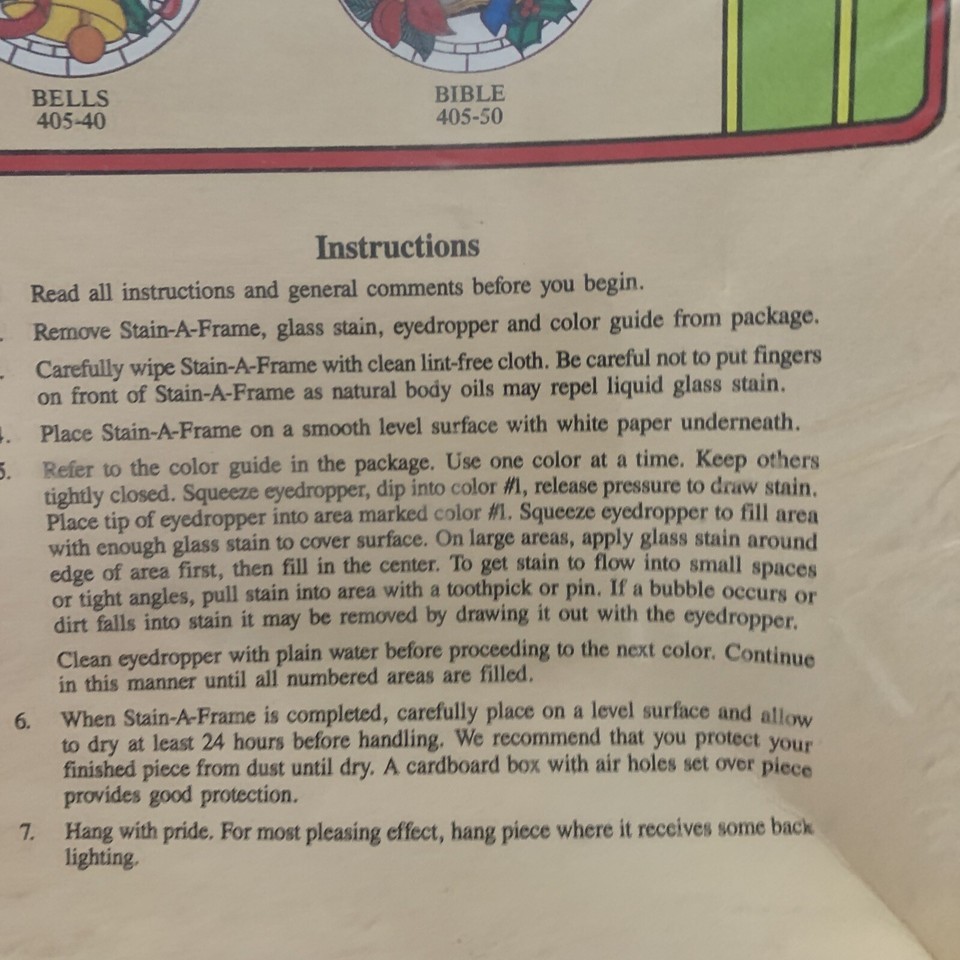 BELLS
405-40
BIBLE
405-50
Instructions
Read all instructions and general comments before you begin.
Remove Stain-A-Frame, glass stain, eyedropper and color guide from package.
Carefully wipe Stain-A-Frame with clean lint-free cloth. Be careful not to put fingers
on front of Stain-A-Frame as natural body oils may repel liquid glass stain.
. Place Stain-A-Frame on a smooth level surface with white paper underneath.
5. Refer to the color guide in the package. Use one color at a time. Keep others
tightly closed. Squeeze eyedropper, dip into color #1, release pressure to draw stain.
Place tip of eyedropper into area marked color #1. Squeeze eyedropper to fill area
with enough glass stain to cover surface. On large areas, apply glass stain around
edge of area first, then fill in the center. To get stain to flow into small spaces
or tight angles, pull stain into area with a toothpick or pin. If a bubble occurs or
dirt falls into stain it may be removed by drawing it out with the eyedropper.
Clean eyedropper with plain water before proceeding to the next color. Continue
in this manner until all numbered areas are filled.
6. When Stain-A-Frame is completed, carefully place on a level surface and allow
to dry at least 24 hours before handling. We recommend that you protect your
finished piece from dust until dry. A cardboard box with air holes set over piece
provides good protection.
7. Hang with pride. For most pleasing effect, hang piece where it receives some back
lighting.